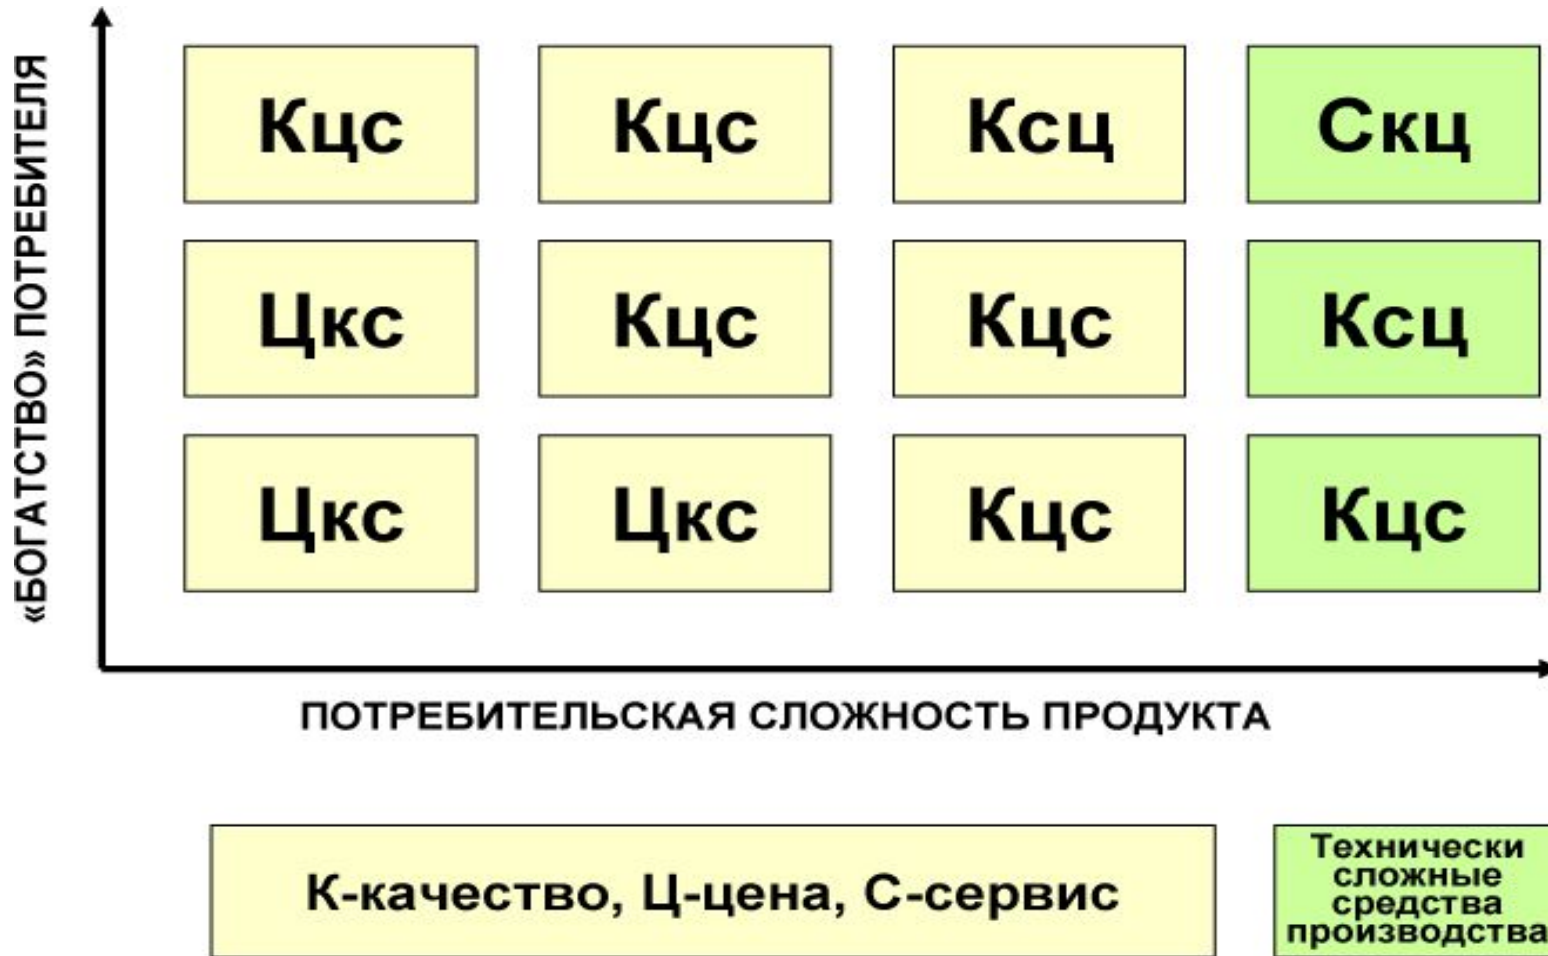 «БОГАТСТВО» ПОТРЕБИТЕЛЯ
Кцс Кцс Ксц Скц
Цкс Кцс Кцс Ксц
Цкс Цкс Кцс Кцс
ПОТРЕБИТЕЛЬСКАЯ СЛОЖНОСТЬ ПРОДУКТА
К-качество, Ц-цена, С-сервис
Технически
сложные
средства
производства